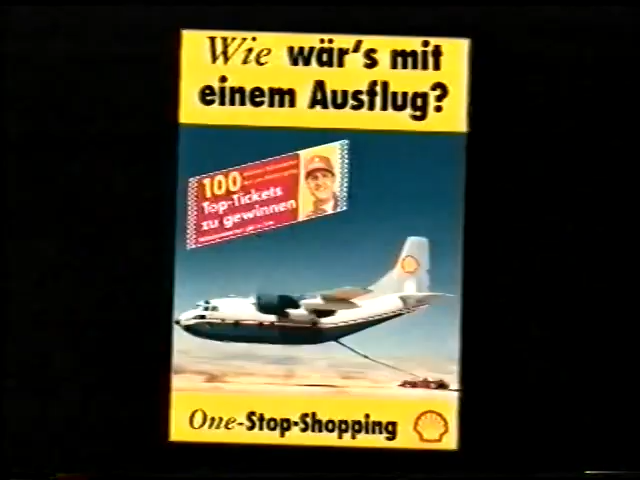 Wie wär's mit
einem Ausflug?
100
Top-Tickets
zu gewinnen
One-Stop-Shopping